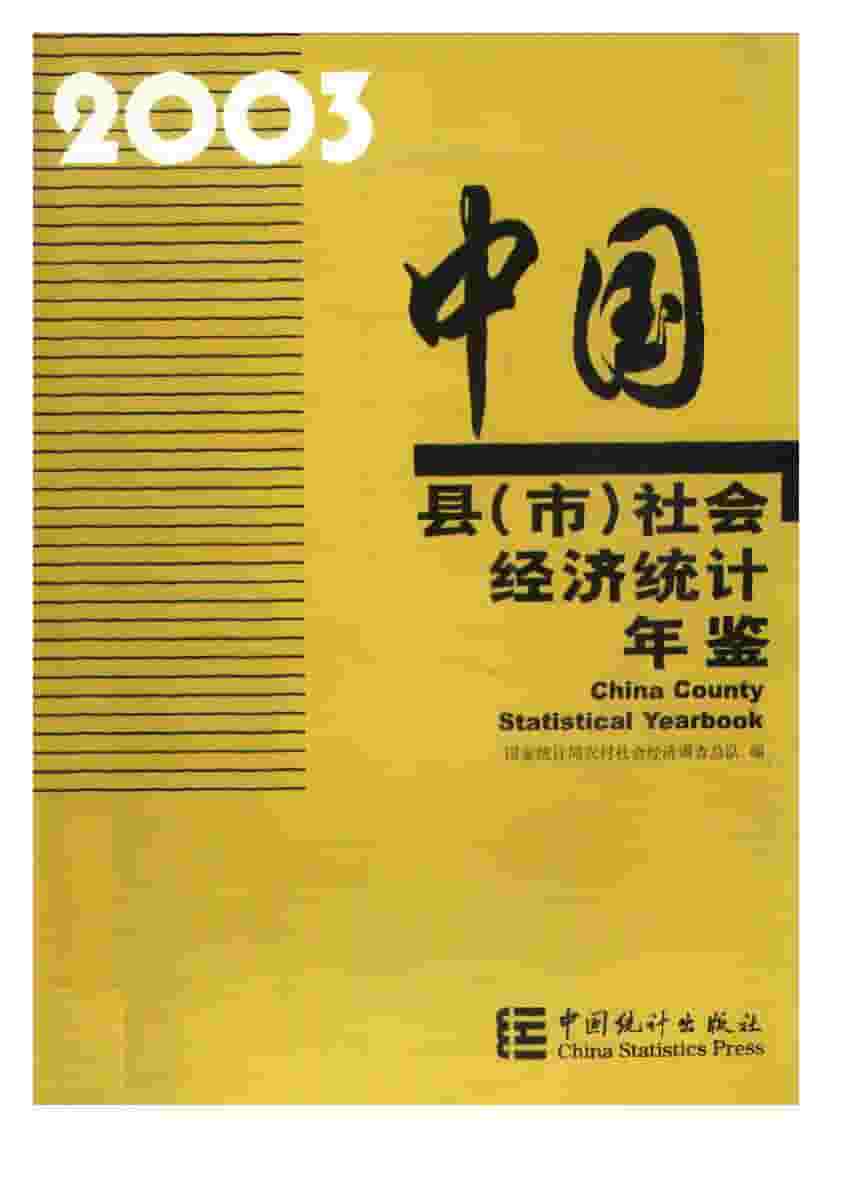 2003
中国
县（市）社会
经济统计
年鉴
China County
Statistical Yearbook
国家统计局农村社会经济调查总队 编
中国统计出版社
China Statistics Press